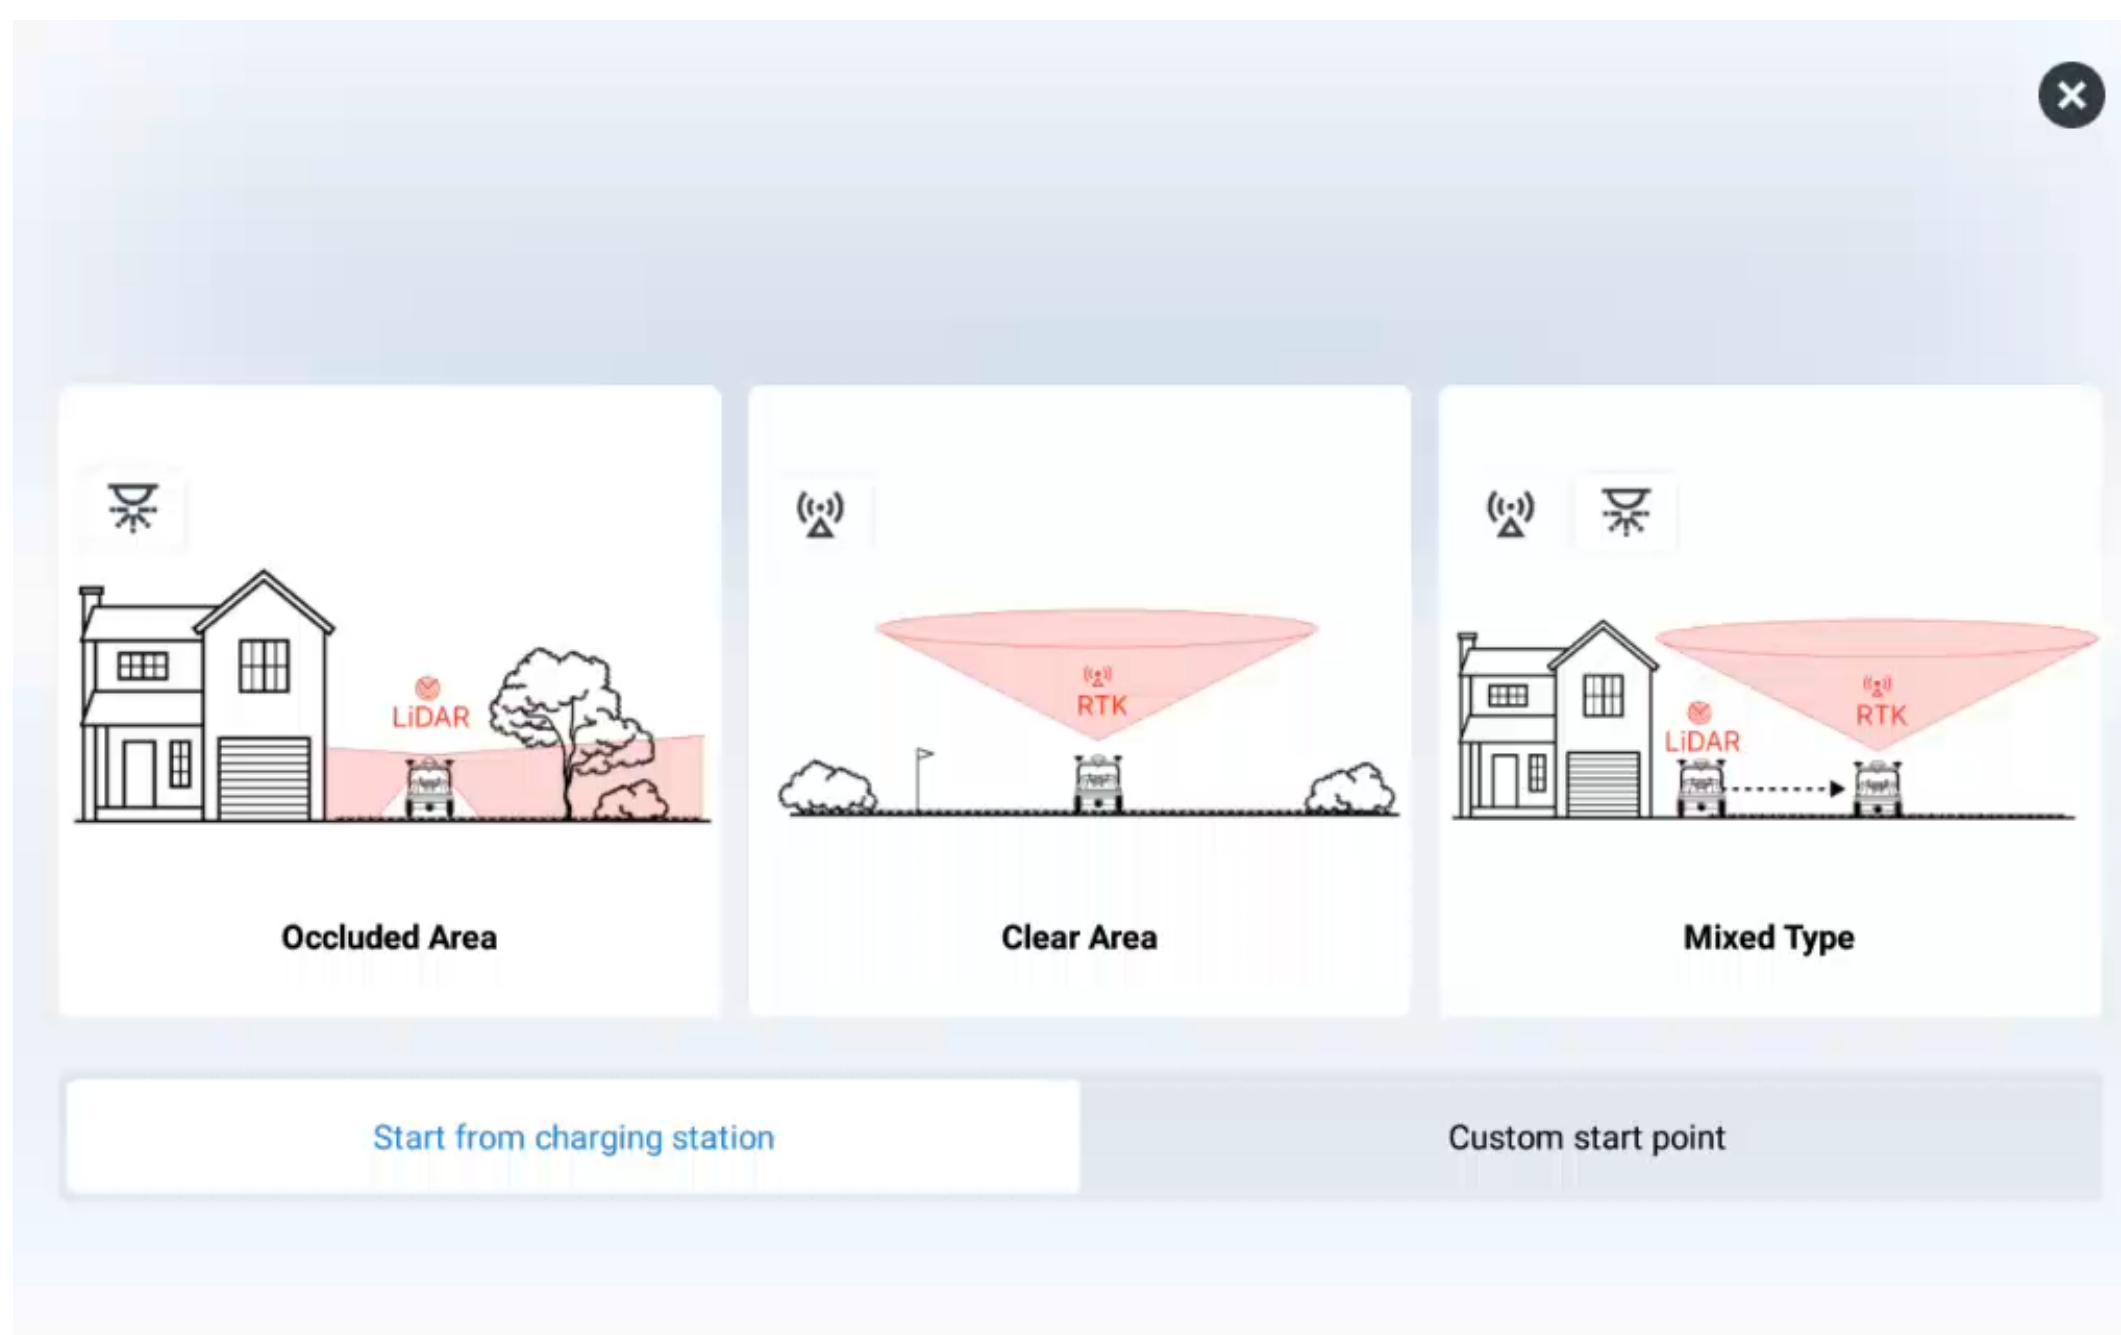 LiDAR
Occluded Area
RTK
Clear Area
LiDAR
RTK
Mixed Type
Start from charging station
Custom start point